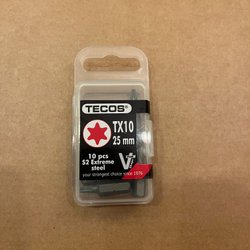 TECOS®
TX10
25 mm
10 pcs
S2 Extreme
steel
your strongest choice since 1976